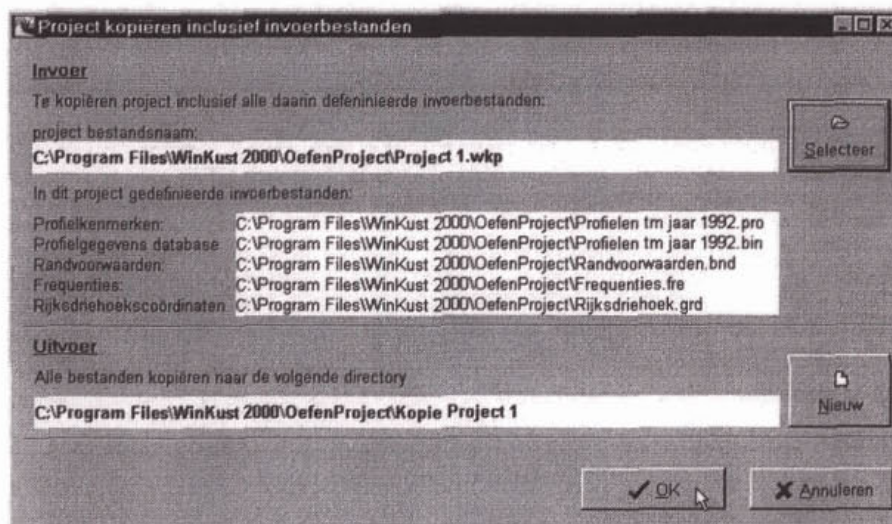 Project kopiëren inclusief invoerbestanden
Invoer
Te kopiëren project inclusief alle daarin defeninieerde invoerbestanden:
project bestandsnaam:
C:\Program Files\WinKust 2000\OefenProject\Project 1.wkp
Selecteer
In dit project gedefinieerde invoerbestanden:
Profielkenmerken: C:\Program Files\WinKust 2000\OefenProject\Profielen tm jaar 1992.pro
Profielgegevens database C:\Program Files\WinKust 2000\OefenProject\Profielen tm jaar 1992.bin
Randvoorwaarden: C:\Program Files\WinKust 2000\OefenProject\Randvoorwaarden.bnd
Frequenties: C:\Program Files\WinKust 2000\OefenProject\Frequenties.fre
Rijksdriehoekscoördinaten C:\Program Files\WinKust 2000\OefenProject\Rijksdriehoek.grd
Uitvoer
Alle bestanden kopiëren naar de volgende directory
C:\Program Files\WinKust 2000\OefenProject\Kopie Project 1
Nieuw
OK
Annuleren